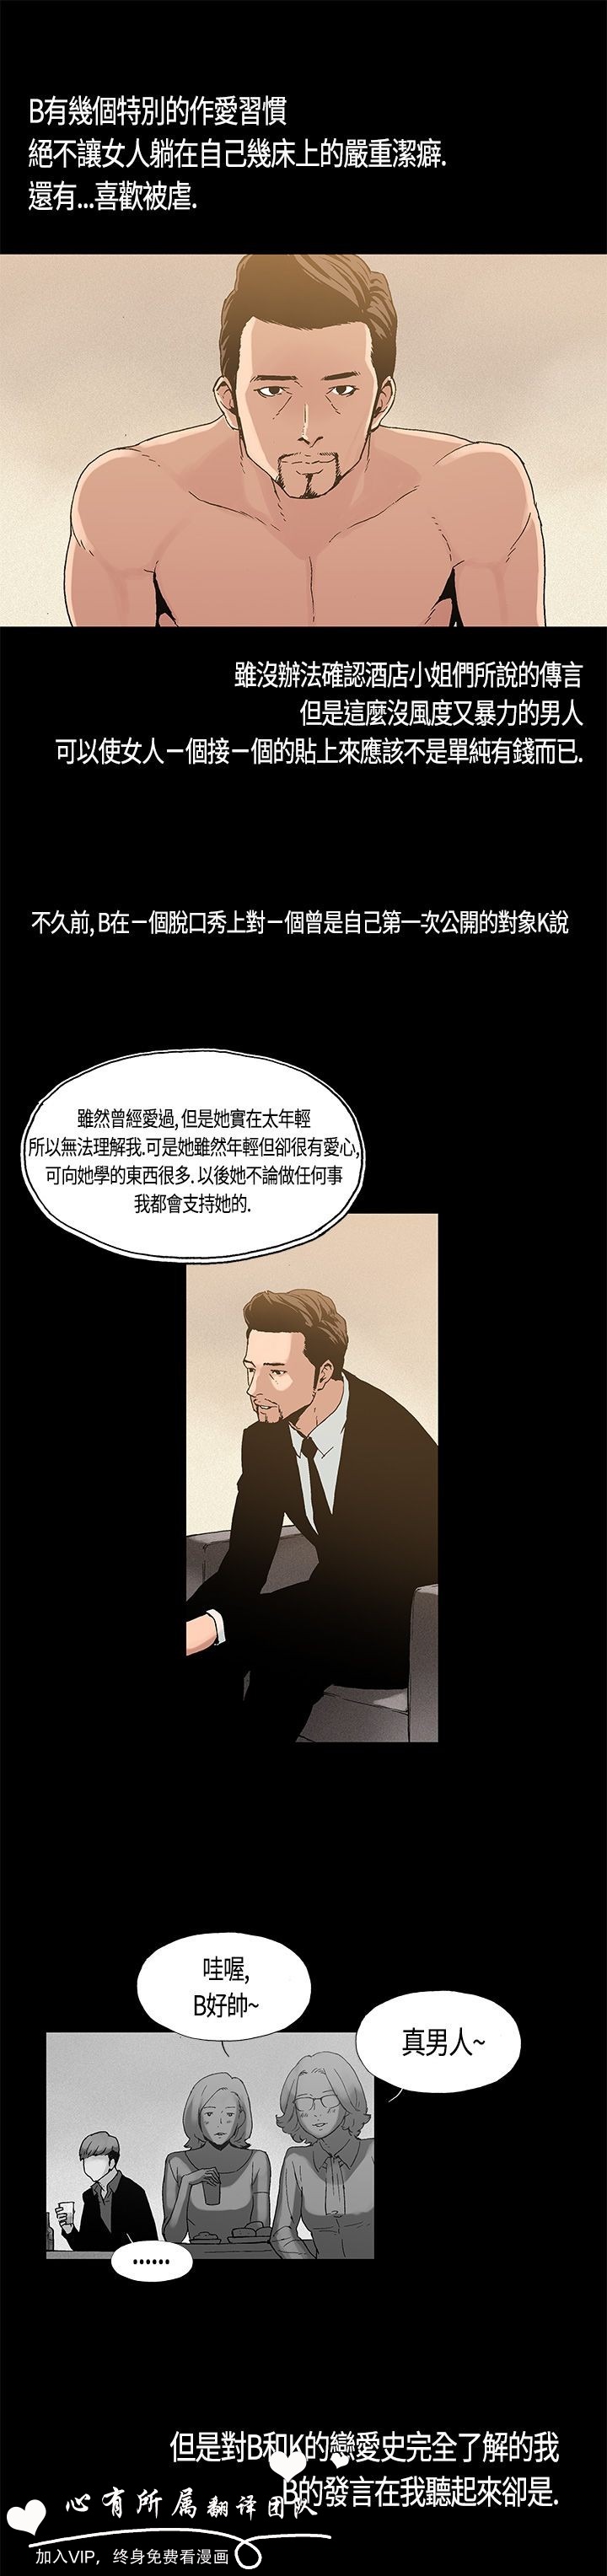 B有幾個特別的作愛習慣
絕不讓女人躺在自己幾床上的嚴重潔癖.
還有...喜歡被虐.
雖沒辦法確認酒店小姐們所說的傳言
但是這麼沒風度又暴力的男人
可以使女人一個接一個的貼上來應該不是單純有錢而已.
不久前, B在一個脫口秀上對一個曾是自己第一次公開的對象K說
雖然曾經愛過, 但是她實在太年輕
所以無法理解我.可是她雖然年輕但卻很有愛心,
可向她學的東西很多. 以後她不論做任何事
我都會支持她的.
哇喔,
B好帥~
真男人~
......
但是對B和K的戀愛史完全了解的我
B的發言在我聽起來卻是.
心有所属翻译团队
加入VIP，终身免费看漫画